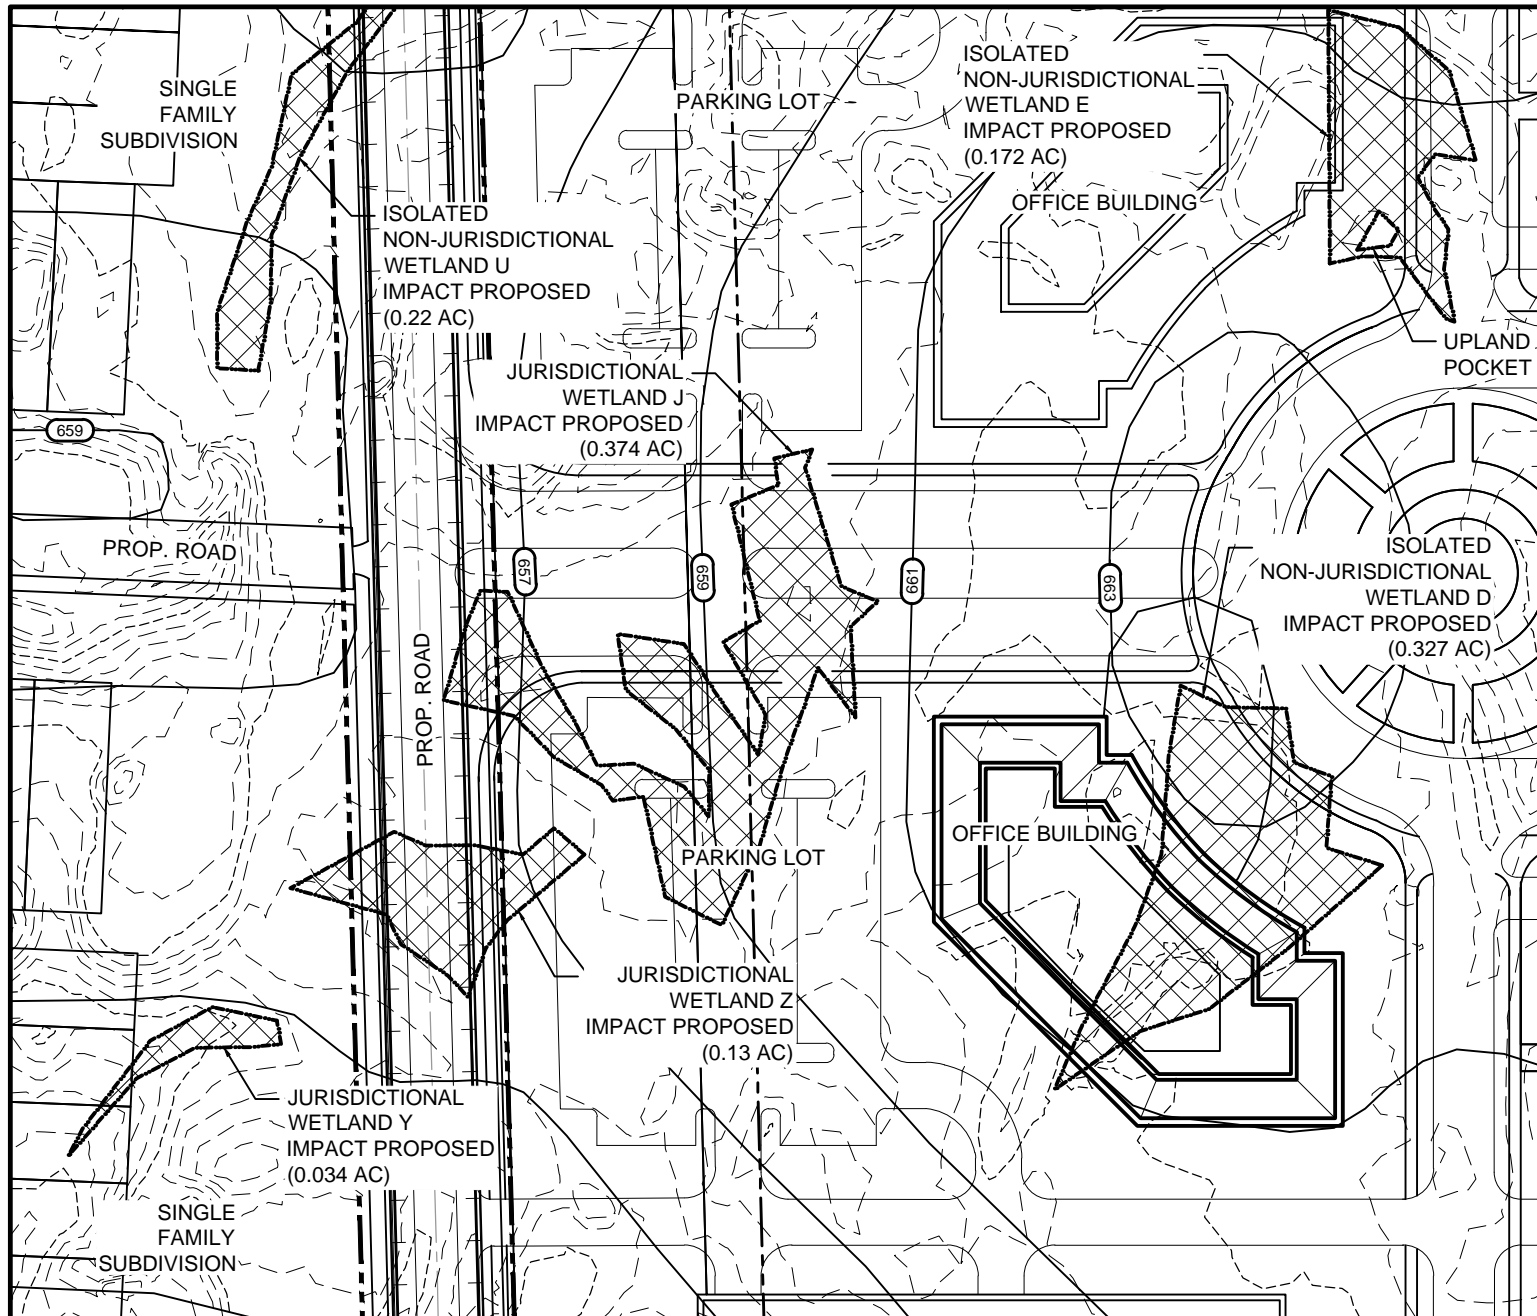 SINGLE
FAMILY
SUBDIVISION
PARKING LOT
ISOLATED
NON-JURISDICTIONAL
WETLAND E
IMPACT PROPOSED
(0.172 AC)
OFFICE BUILDING
ISOLATED
NON-JURISDICTIONAL
WETLAND U
IMPACT PROPOSED
(0.22 AC)
UPLAND
POCKET
JURISDICTIONAL
WETLAND J
IMPACT PROPOSED
(0.374 AC)
659
PROP. ROAD
657
659
661
663
ISOLATED
NON-JURISDICTIONAL
WETLAND D
IMPACT PROPOSED
(0.327 AC)
PROP. ROAD
OFFICE BUILDING
PARKING LOT
JURISDICTIONAL
WETLAND Z
IMPACT PROPOSED
(0.13 AC)
JURISDICTIONAL
WETLAND Y
IMPACT PROPOSED
(0.034 AC)
SINGLE
FAMILY
SUBDIVISION